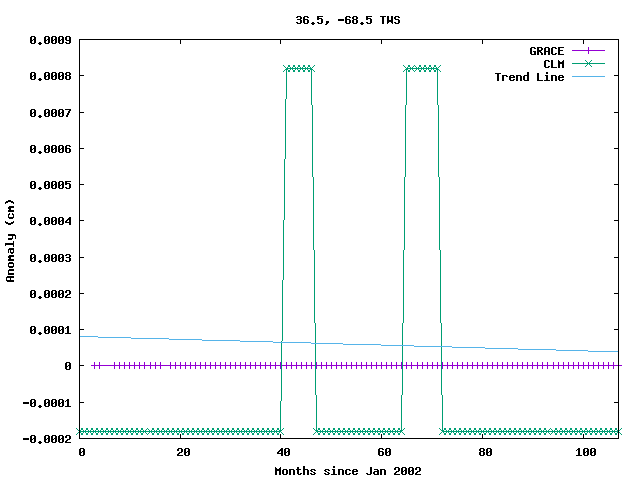 36.5, -68.5 TWS
GRACE
CLM
Trend Line
0.0009
0.0008
0.0007
0.0006
0.0005
0.0004
0.0003
0.0002
0.0001
0
-0.0001
-0.0002
Anomaly (cm)
0 20 40 60 80 100
Months since Jan 2002